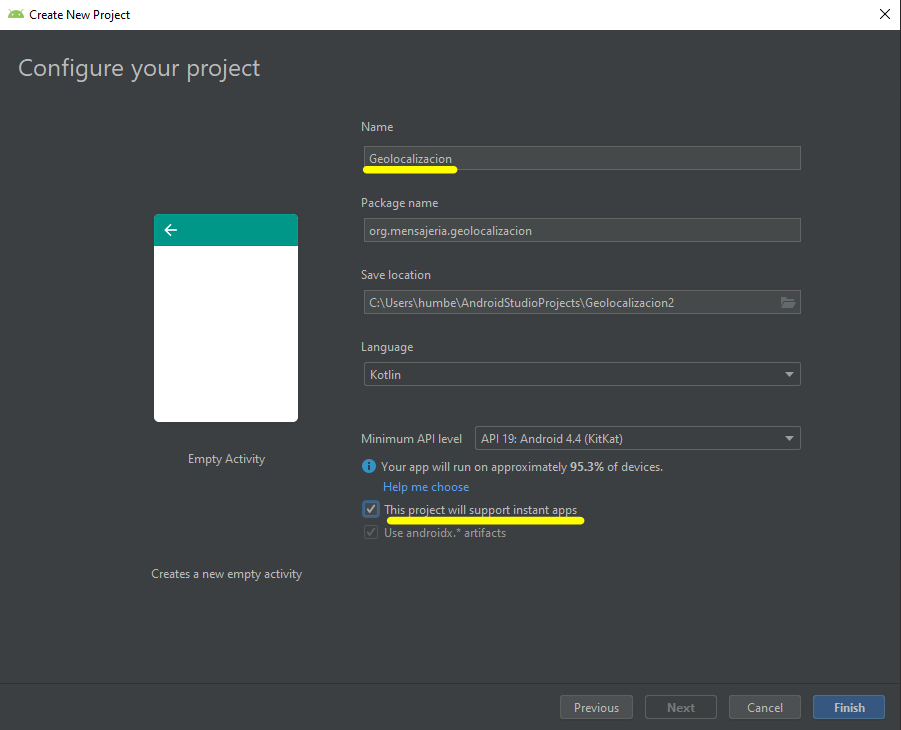 Create New Project
Configure your project
Name
Geolocalizacion
Package name
org.mensajeria.geolocalizacion
Save location
C:\Users\humbe\AndroidStudioProjects\Geolocalizacion2
Language
Kotlin
Minimum API level API 19: Android 4.4 (KitKat)
Your app will run on approximately 95.3% of devices.
Help me choose
This project will support instant apps
Use androidx.* artifacts
Empty Activity
Creates a new empty activity
Previous Next Cancel Finish